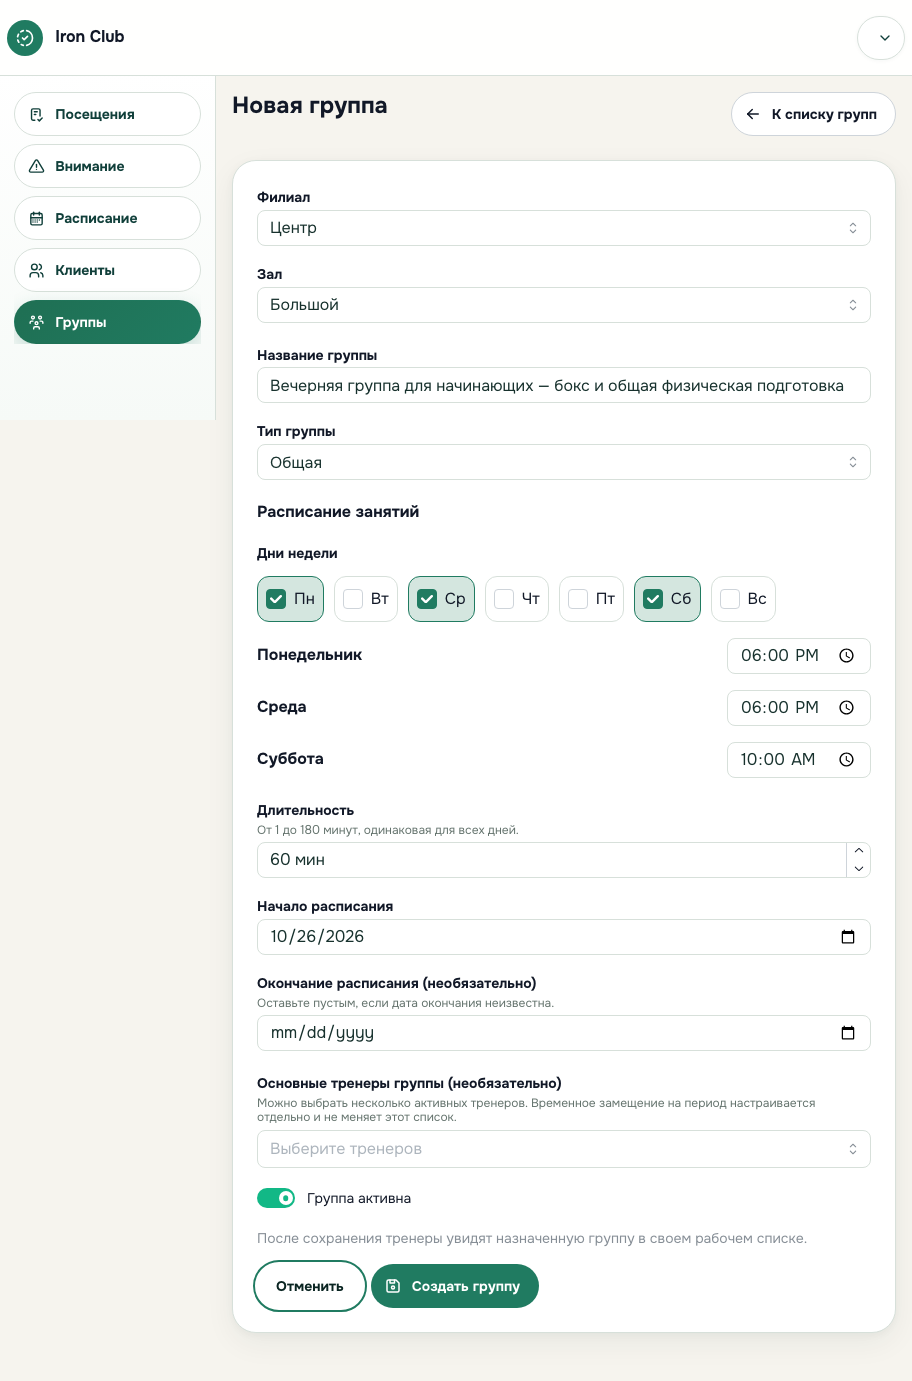 Iron Club
Посещения
Внимание
Расписание
Клиенты
Группы
Новая группа
К списку групп
Филиал
Центр
Зал
Большой
Название группы
Вечерняя группа для начинающих — бокс и общая физическая подготовка
Тип группы
Общая
Расписание занятий
Дни недели
Пн Вт Ср Чт Пт Сб Вс
Понедельник 06:00 PM
Среда 06:00 PM
Суббота 10:00 AM
Длительность
От 1 до 180 минут, одинаковая для всех дней.
60 мин
Начало расписания
10/26/2026
Окончание расписания (необязательно)
Оставьте пустым, если дата окончания неизвестна.
mm/dd/yyyy
Основные тренеры группы (необязательно)
Можно выбрать несколько активных тренеров. Временное замещение на период настраивается
отдельно и не меняет этот список.
Выберите тренеров
Группа активна
После сохранения тренеры увидят назначенную группу в своем рабочем списке.
Отменить Создать группу